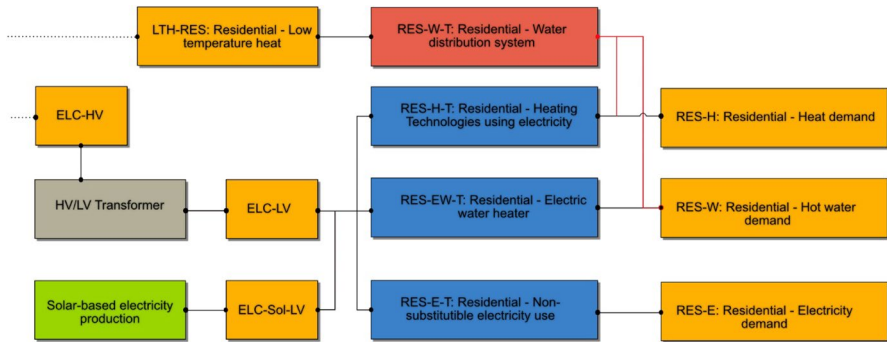 LTH-RES: Residential - Low
temperature heat
RES-W-T: Residential - Water
distribution system
ELC-HV
RES-H-T: Residential - Heating
Technologies using electricity
RES-H: Residential - Heat demand
HV/LV Transformer
ELC-LV
RES-EW-T: Residential - Electric
water heater
RES-W: Residential - Hot water
demand
Solar-based electricity
production
ELC-Sol-LV
RES-E-T: Residential - Non-
substitutible electricity use
RES-E: Residential - Electricity
demand